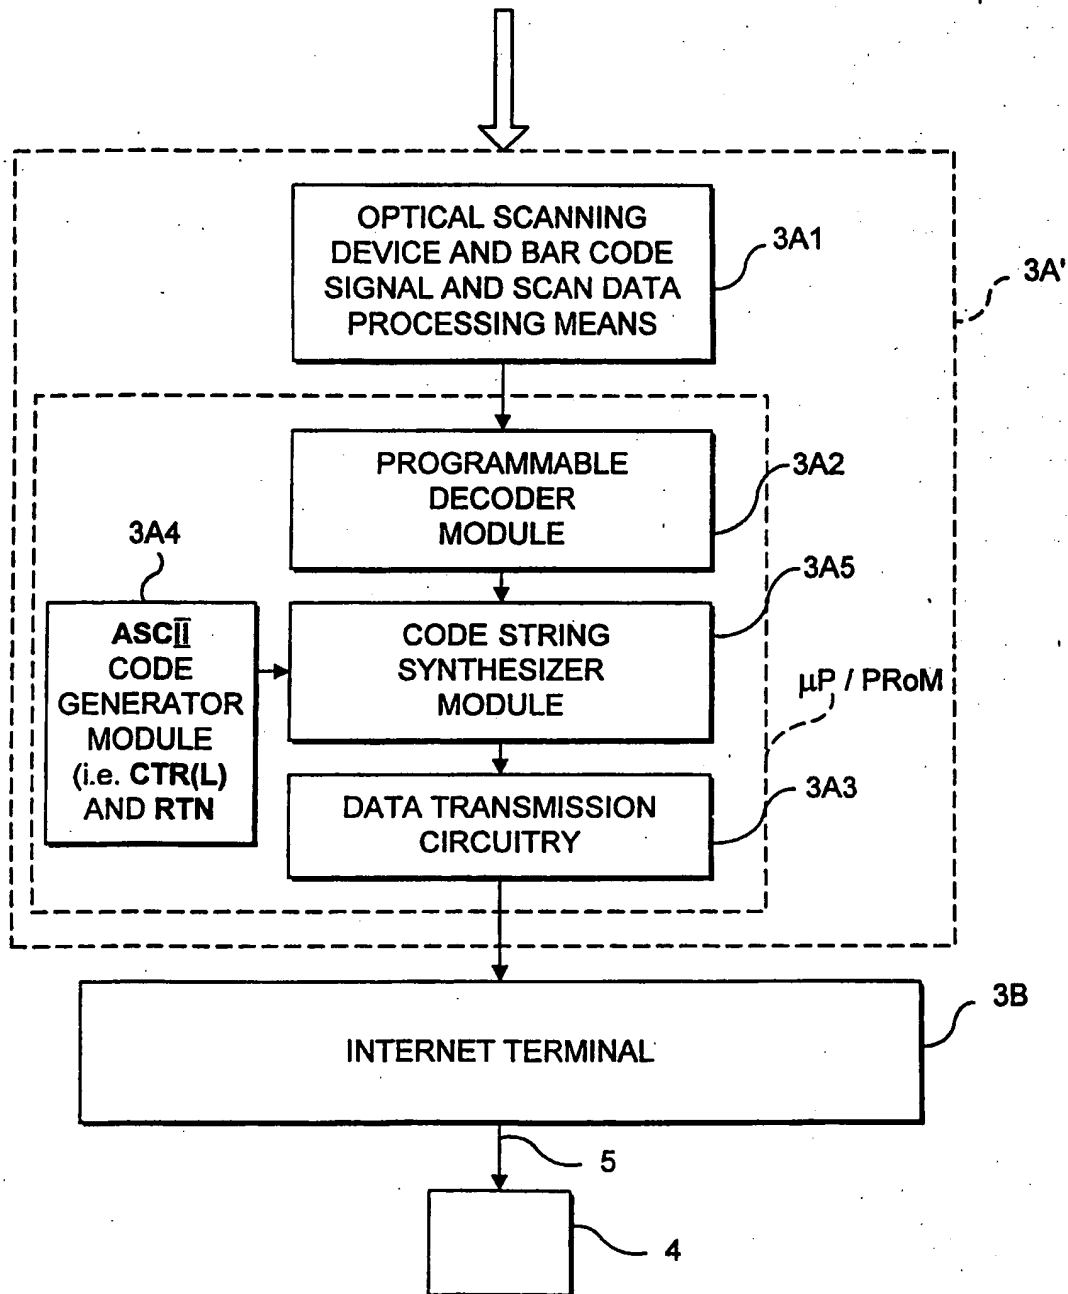 OPTICAL SCANNING
DEVICE AND BAR CODE
SIGNAL AND SCAN DATA
PROCESSING MEANS
3A1
3A'
PROGRAMMABLE
DECODER
MODULE
3A2
3A4
ASCII
CODE
GENERATOR
MODULE
(i.e. CTR(L)
AND RTN
CODE STRING
SYNTHESIZER
MODULE
3A5
µP / PRoM
DATA TRANSMISSION
CIRCUITRY
3A3
INTERNET TERMINAL
3B
5
4